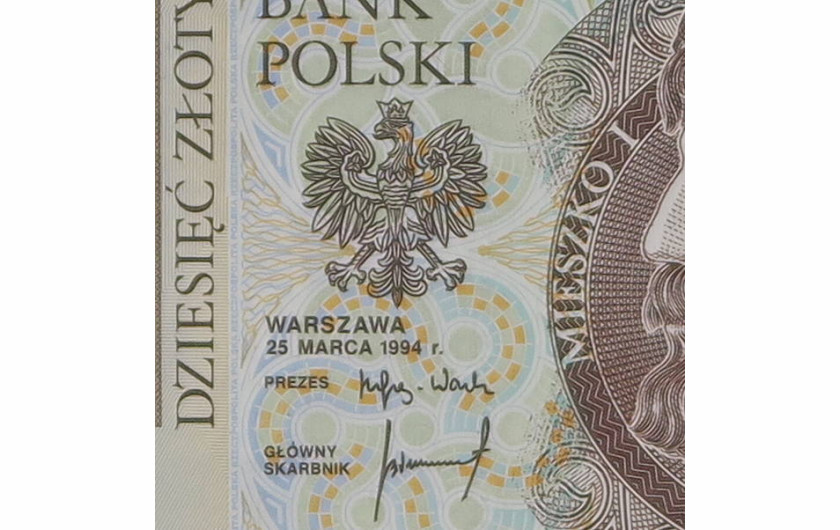 BANK
POLSKI
DZIESIĘĆ ZŁOTY
MIESZKO I
WARSZAWA
25 MARCA 1994 r.
PREZES
GŁÓWNY
SKARBNIK